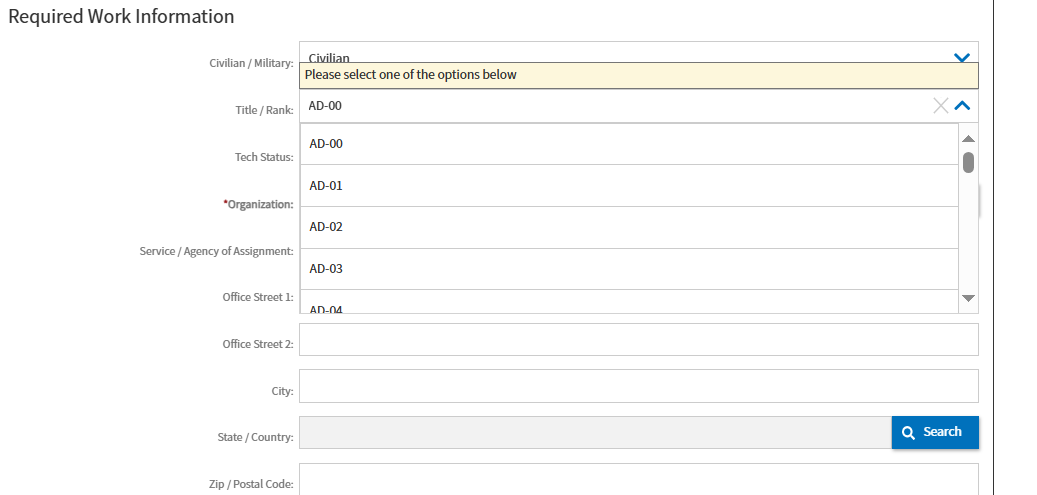 Required Work Information
Civilian / Military:
Civilian
Please select one of the options below
Title / Rank:
AD-00
AD-00
Tech Status:
AD-01
*Organization:
AD-02
Service / Agency of Assignment:
AD-03
Office Street 1:
AD-04
Office Street 2:
City:
State / Country:
Search
Zip / Postal Code: